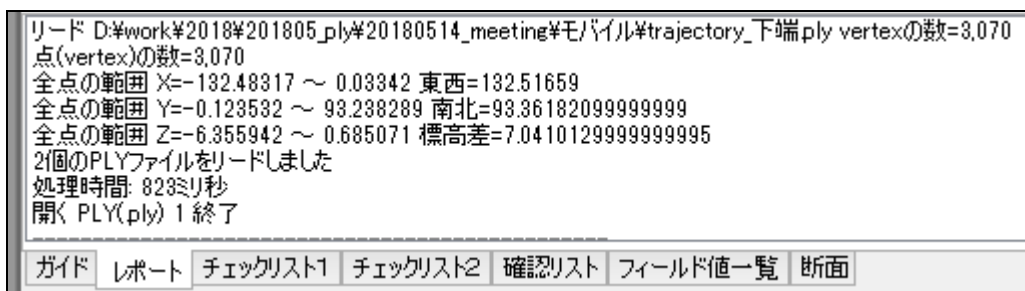 リード D:¥work¥2018¥201805_ply¥20180514_meeting¥モバイル¥trajectory_下端.ply vertexの数=3,070
点(vertex)の数=3,070
全点の範囲 X=-132.48317 ～ 0.03342 東西=132.51659
全点の範囲 Y=-0.123532 ～ 93.238289 南北=93.36182099999999
全点の範囲 Z=-6.355942 ～ 0.685071 標高差=7.0410129999999995
2個のPLYファイルをリードしました
処理時間: 823ミリ秒
開く PLY(.ply) 1 終了
--------------------------------------------------
ガイド レポート チェックリスト1 チェックリスト2 確認リスト フィールド値一覧 断面